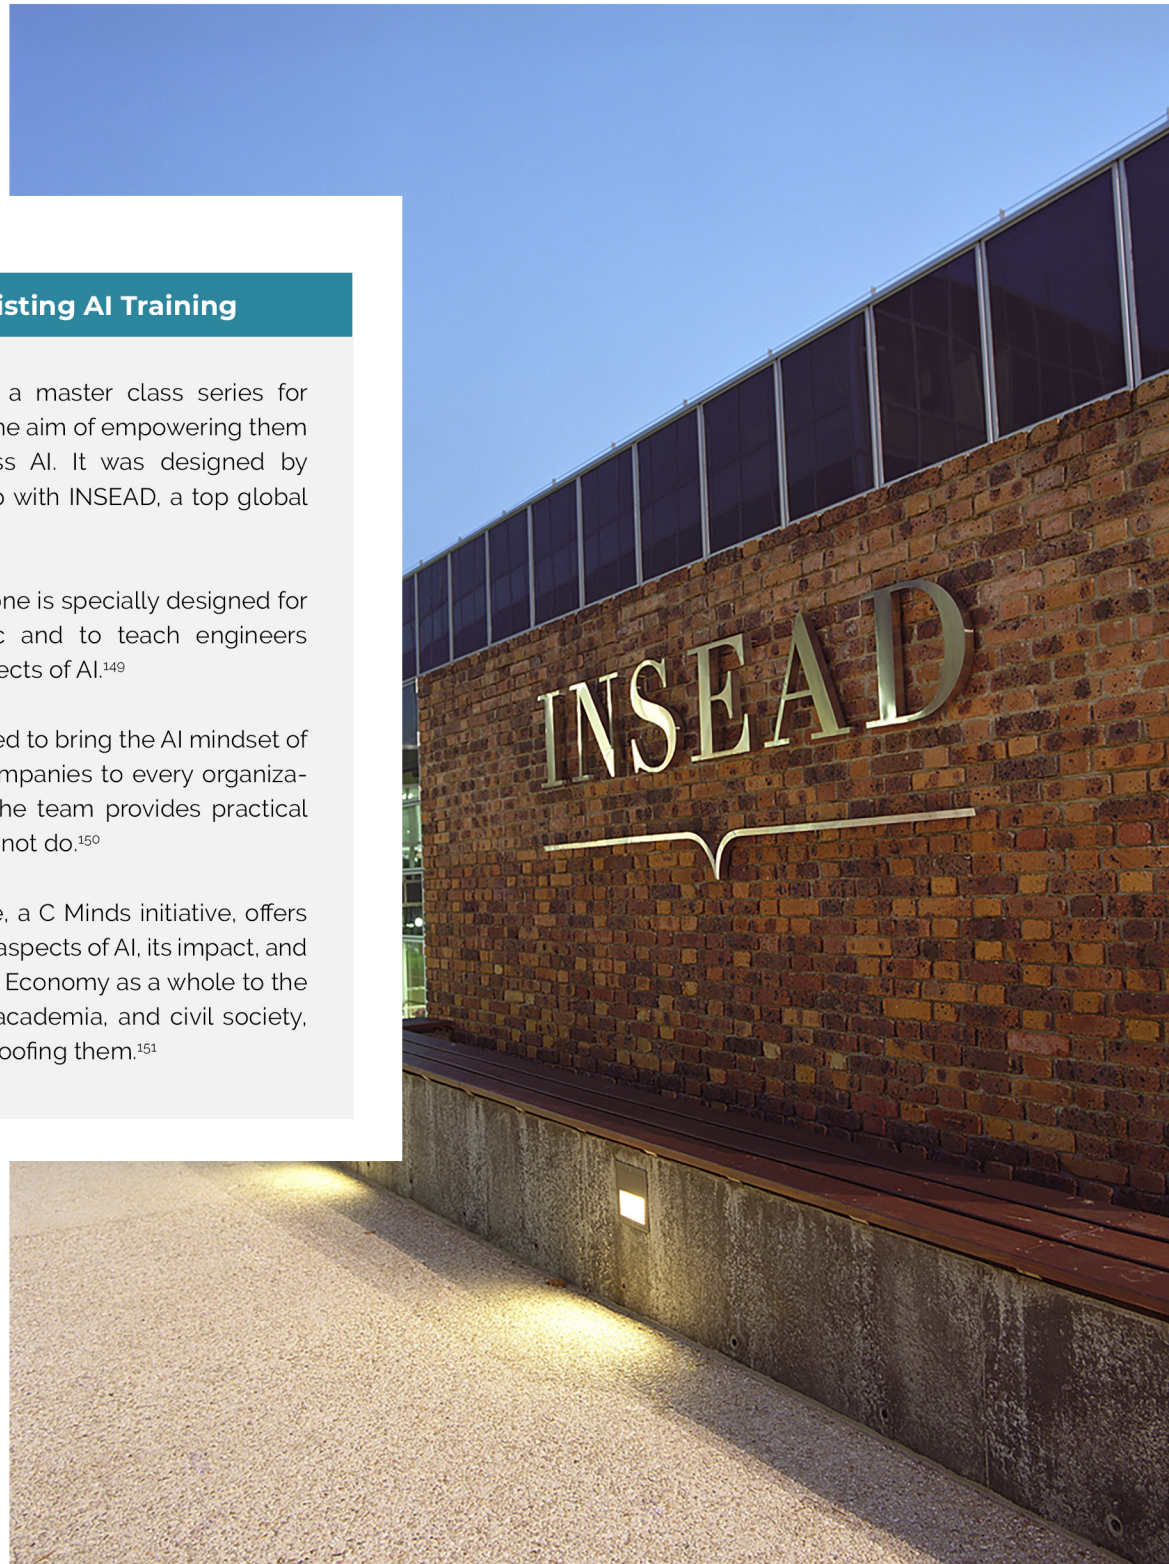 isting AI Training
a master class series for
he aim of empowering them
ss AI. It was designed by
with INSEAD, a top global
one is specially designed for
and to teach engineers
ects of AI.149
ed to bring the AI mindset of
mpanies to every organiza-
he team provides practical
not do.150
e, a C Minds initiative, offers
aspects of AI, its impact, and
Economy as a whole to the
academia, and civil society,
oofing them.151
INSEAD